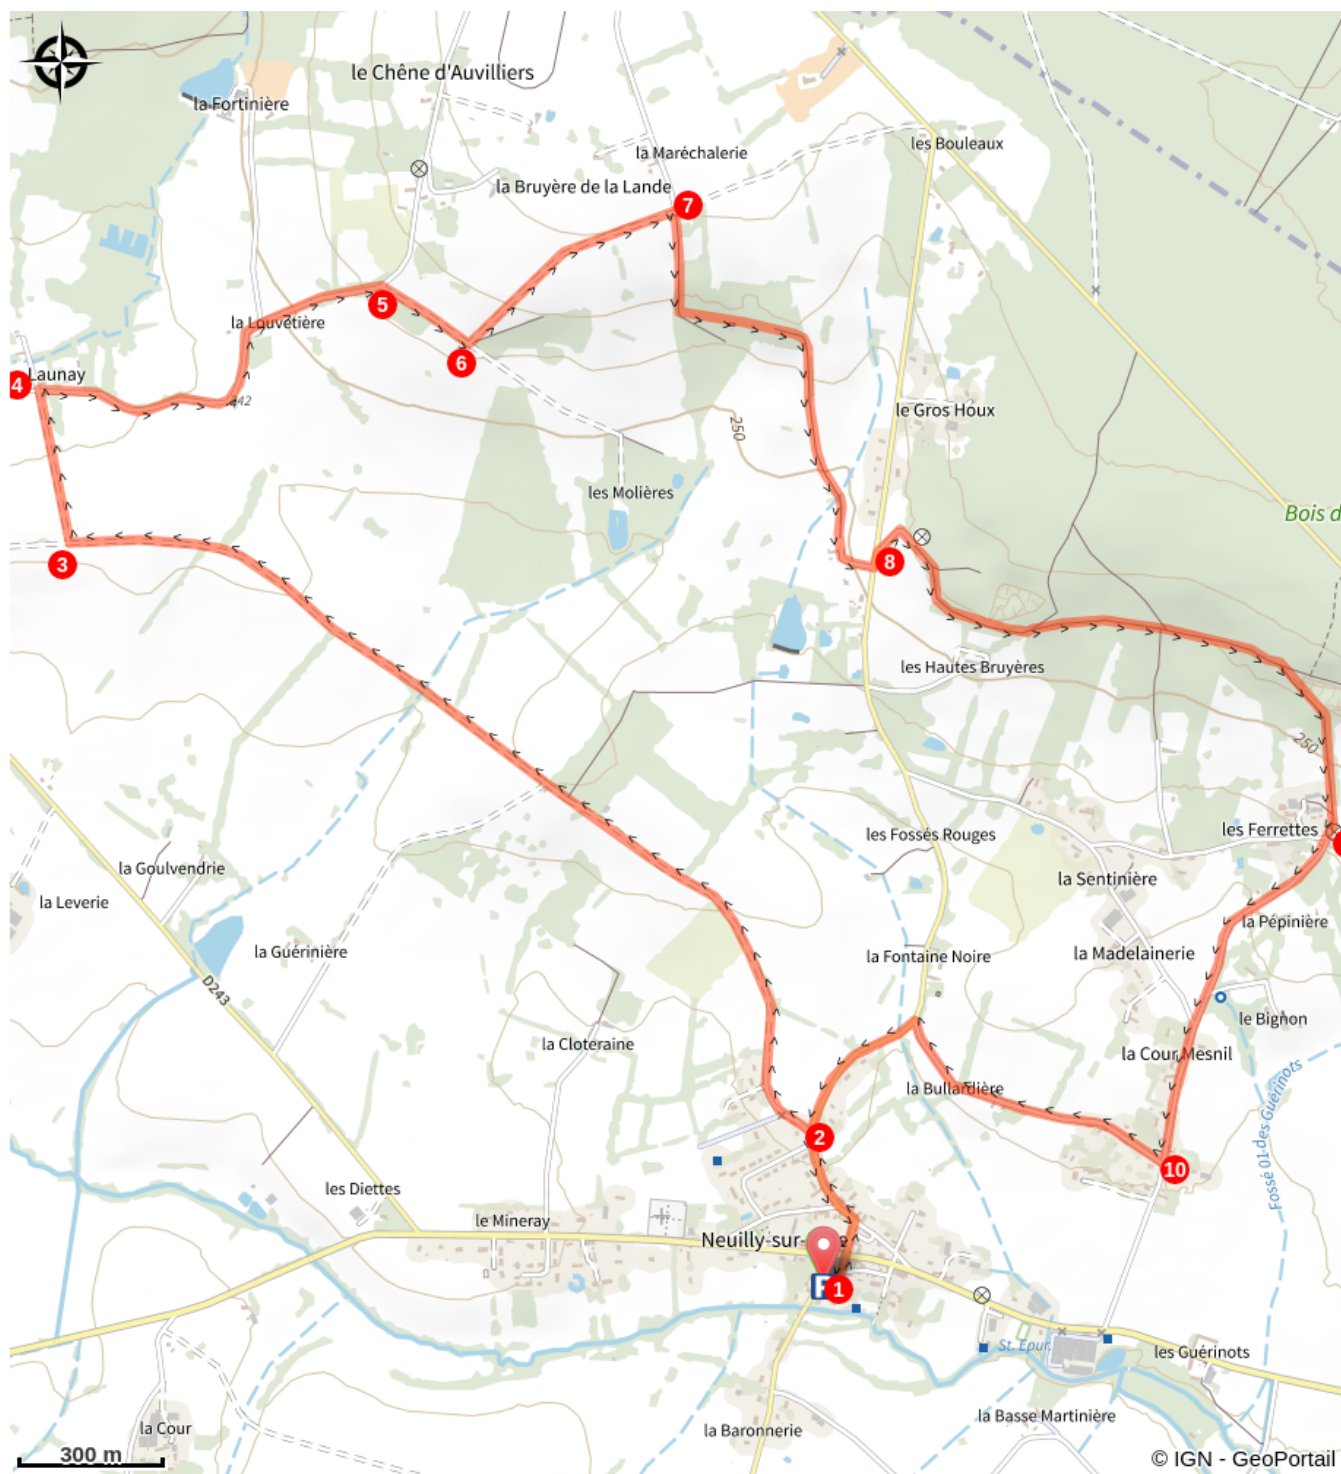 le Chêne d'Auvilliers
la Fortinière
les Bouleaux
la Maréchalerie
la Bruyère de la Lande
7
5
la Louvetière
6
4
Launay
42
le Gros Houx
250
les Molières
Bois d
3
8
les Hautes Bruyères
250
les Fossés Rouges
les Ferrettes
la Goulvendrie
la Sentinière
la Leverie
la Pépinière
la Guérinière
la Fontaine Noire
la Madelainerie
D243
le Bignon
la Cloteraine
la Cour Mesnil
la Bullardière
Fossé 01 des Guérinots
2
10
les Diettes
le Mineray
Neuilly-sur-
P
1
St. Epur.
les Guérinots
la Basse Martinière
la Baronnerie
la Cour
300 m
© IGN - GeoPortail